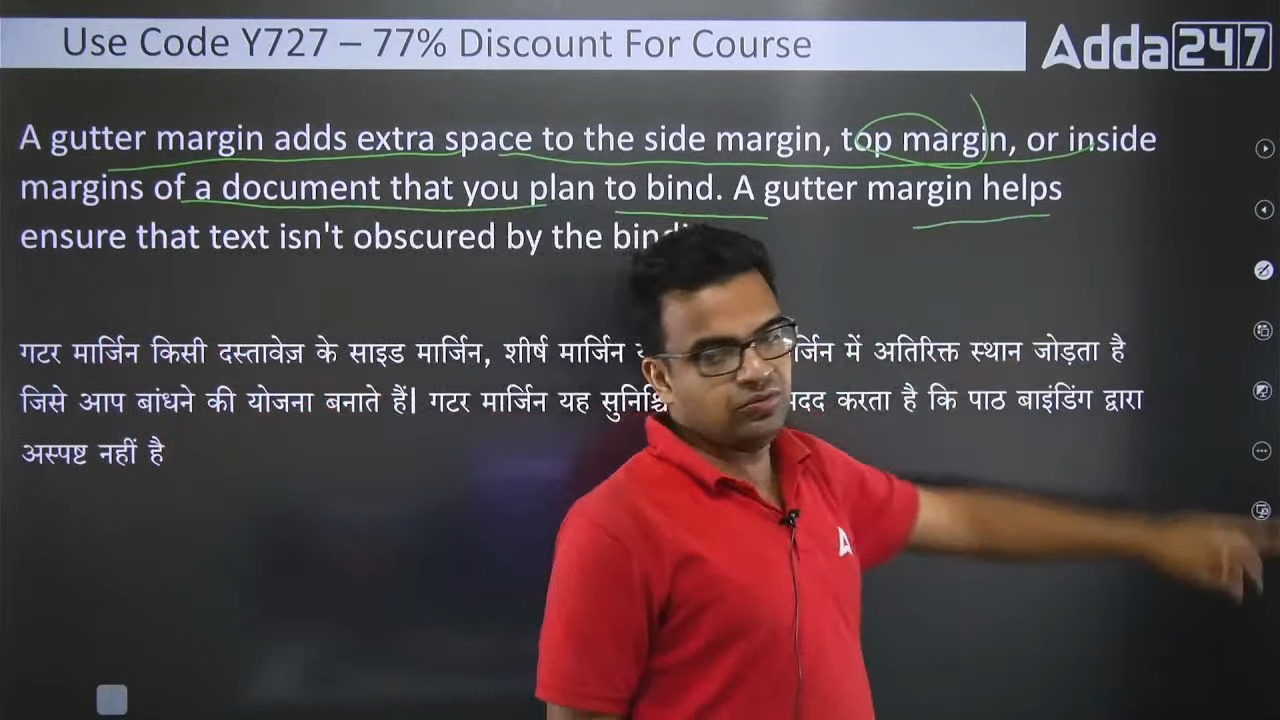 Use Code Y727 – 77% Discount For Course
Adda247
A gutter margin adds extra space to the side margin, top margin, or inside
margins of a document that you plan to bind. A gutter margin helps
ensure that text isn't obscured by the
गटर मार्जिन किसी दस्तावेज़ के साइड मार्जिन, शीर्ष मार्जिन में अतिरिक्त स्थान जोड़ता है
जिसे आप बांधने की योजना बनाते हैं। गटर मार्जिन यह करता है कि पाठ बाइंडिंग द्वारा
अस्पष्ट नहीं है